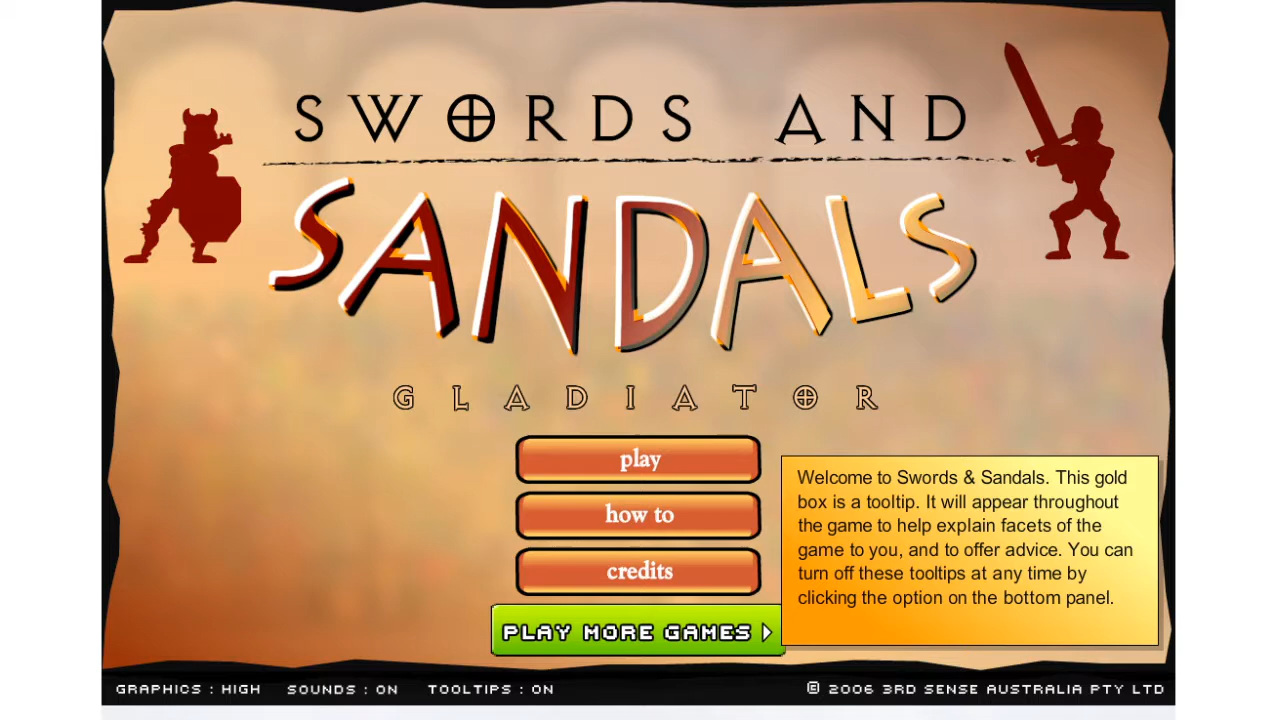 SWORDS AND
SANDALS
GLADIATOR
play
how to
credits
PLAY MORE GAMES
Welcome to Swords & Sandals. This gold
box is a tooltip. It will appear throughout
the game to help explain facets of the
game to you, and to offer advice. You can
turn off these tooltips at any time by
clicking the option on the bottom panel.
GRAPHICS : HIGH SOUNDS : ON TOOLTIPS : ON
© 2006 3RD SENSE AUSTRALIA PTY LTD